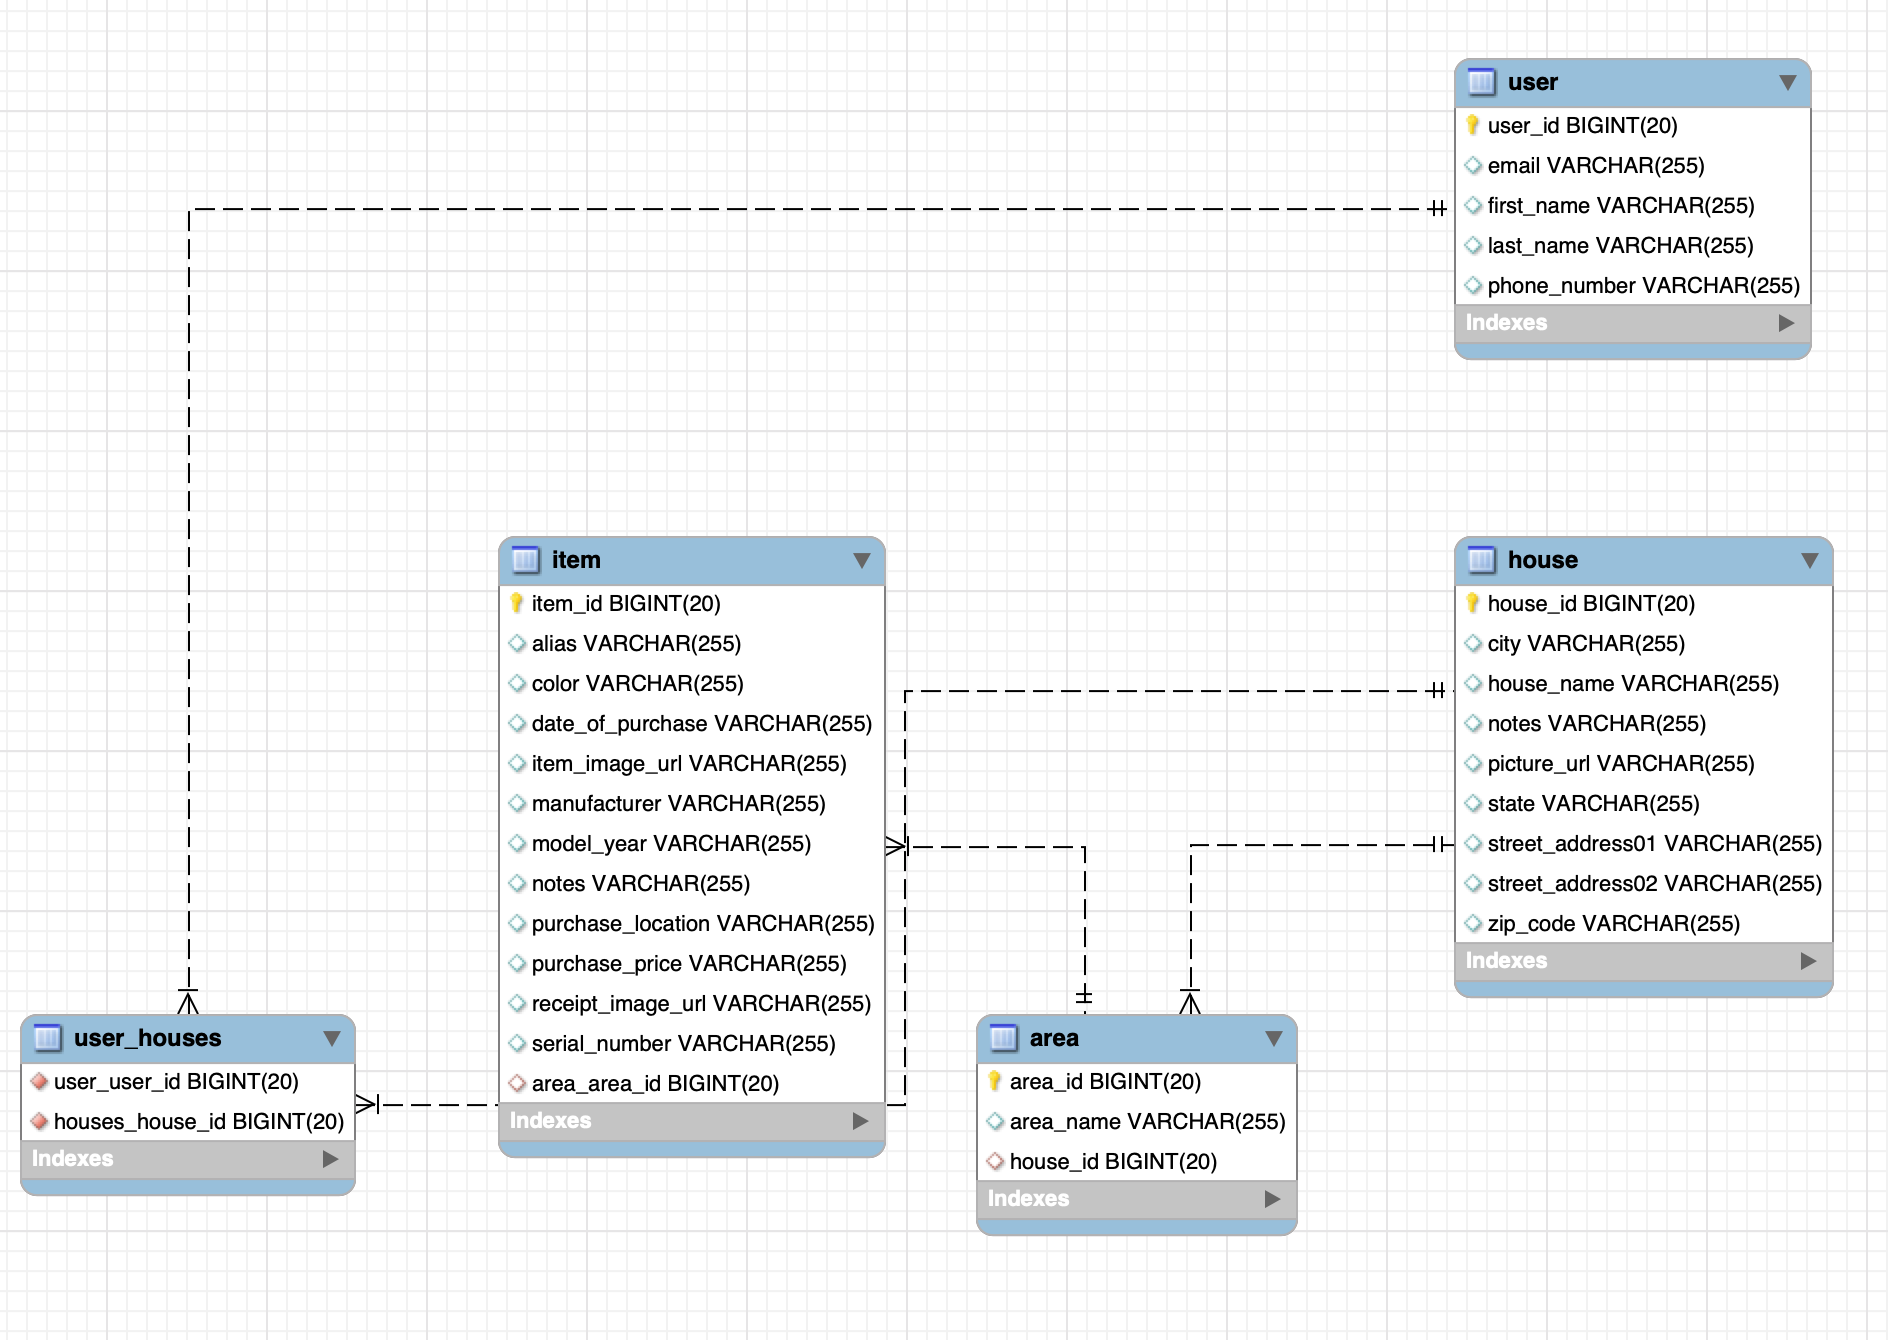 user
user_id BIGINT(20)
email VARCHAR(255)
first_name VARCHAR(255)
last_name VARCHAR(255)
phone_number VARCHAR(255)
Indexes
item
item_id BIGINT(20)
alias VARCHAR(255)
color VARCHAR(255)
date_of_purchase VARCHAR(255)
item_image_url VARCHAR(255)
manufacturer VARCHAR(255)
model_year VARCHAR(255)
notes VARCHAR(255)
purchase_location VARCHAR(255)
purchase_price VARCHAR(255)
receipt_image_url VARCHAR(255)
serial_number VARCHAR(255)
area_area_id BIGINT(20)
Indexes
house
house_id BIGINT(20)
city VARCHAR(255)
house_name VARCHAR(255)
notes VARCHAR(255)
picture_url VARCHAR(255)
state VARCHAR(255)
street_address01 VARCHAR(255)
street_address02 VARCHAR(255)
zip_code VARCHAR(255)
Indexes
user_houses
user_user_id BIGINT(20)
houses_house_id BIGINT(20)
Indexes
area
area_id BIGINT(20)
area_name VARCHAR(255)
house_id BIGINT(20)
Indexes